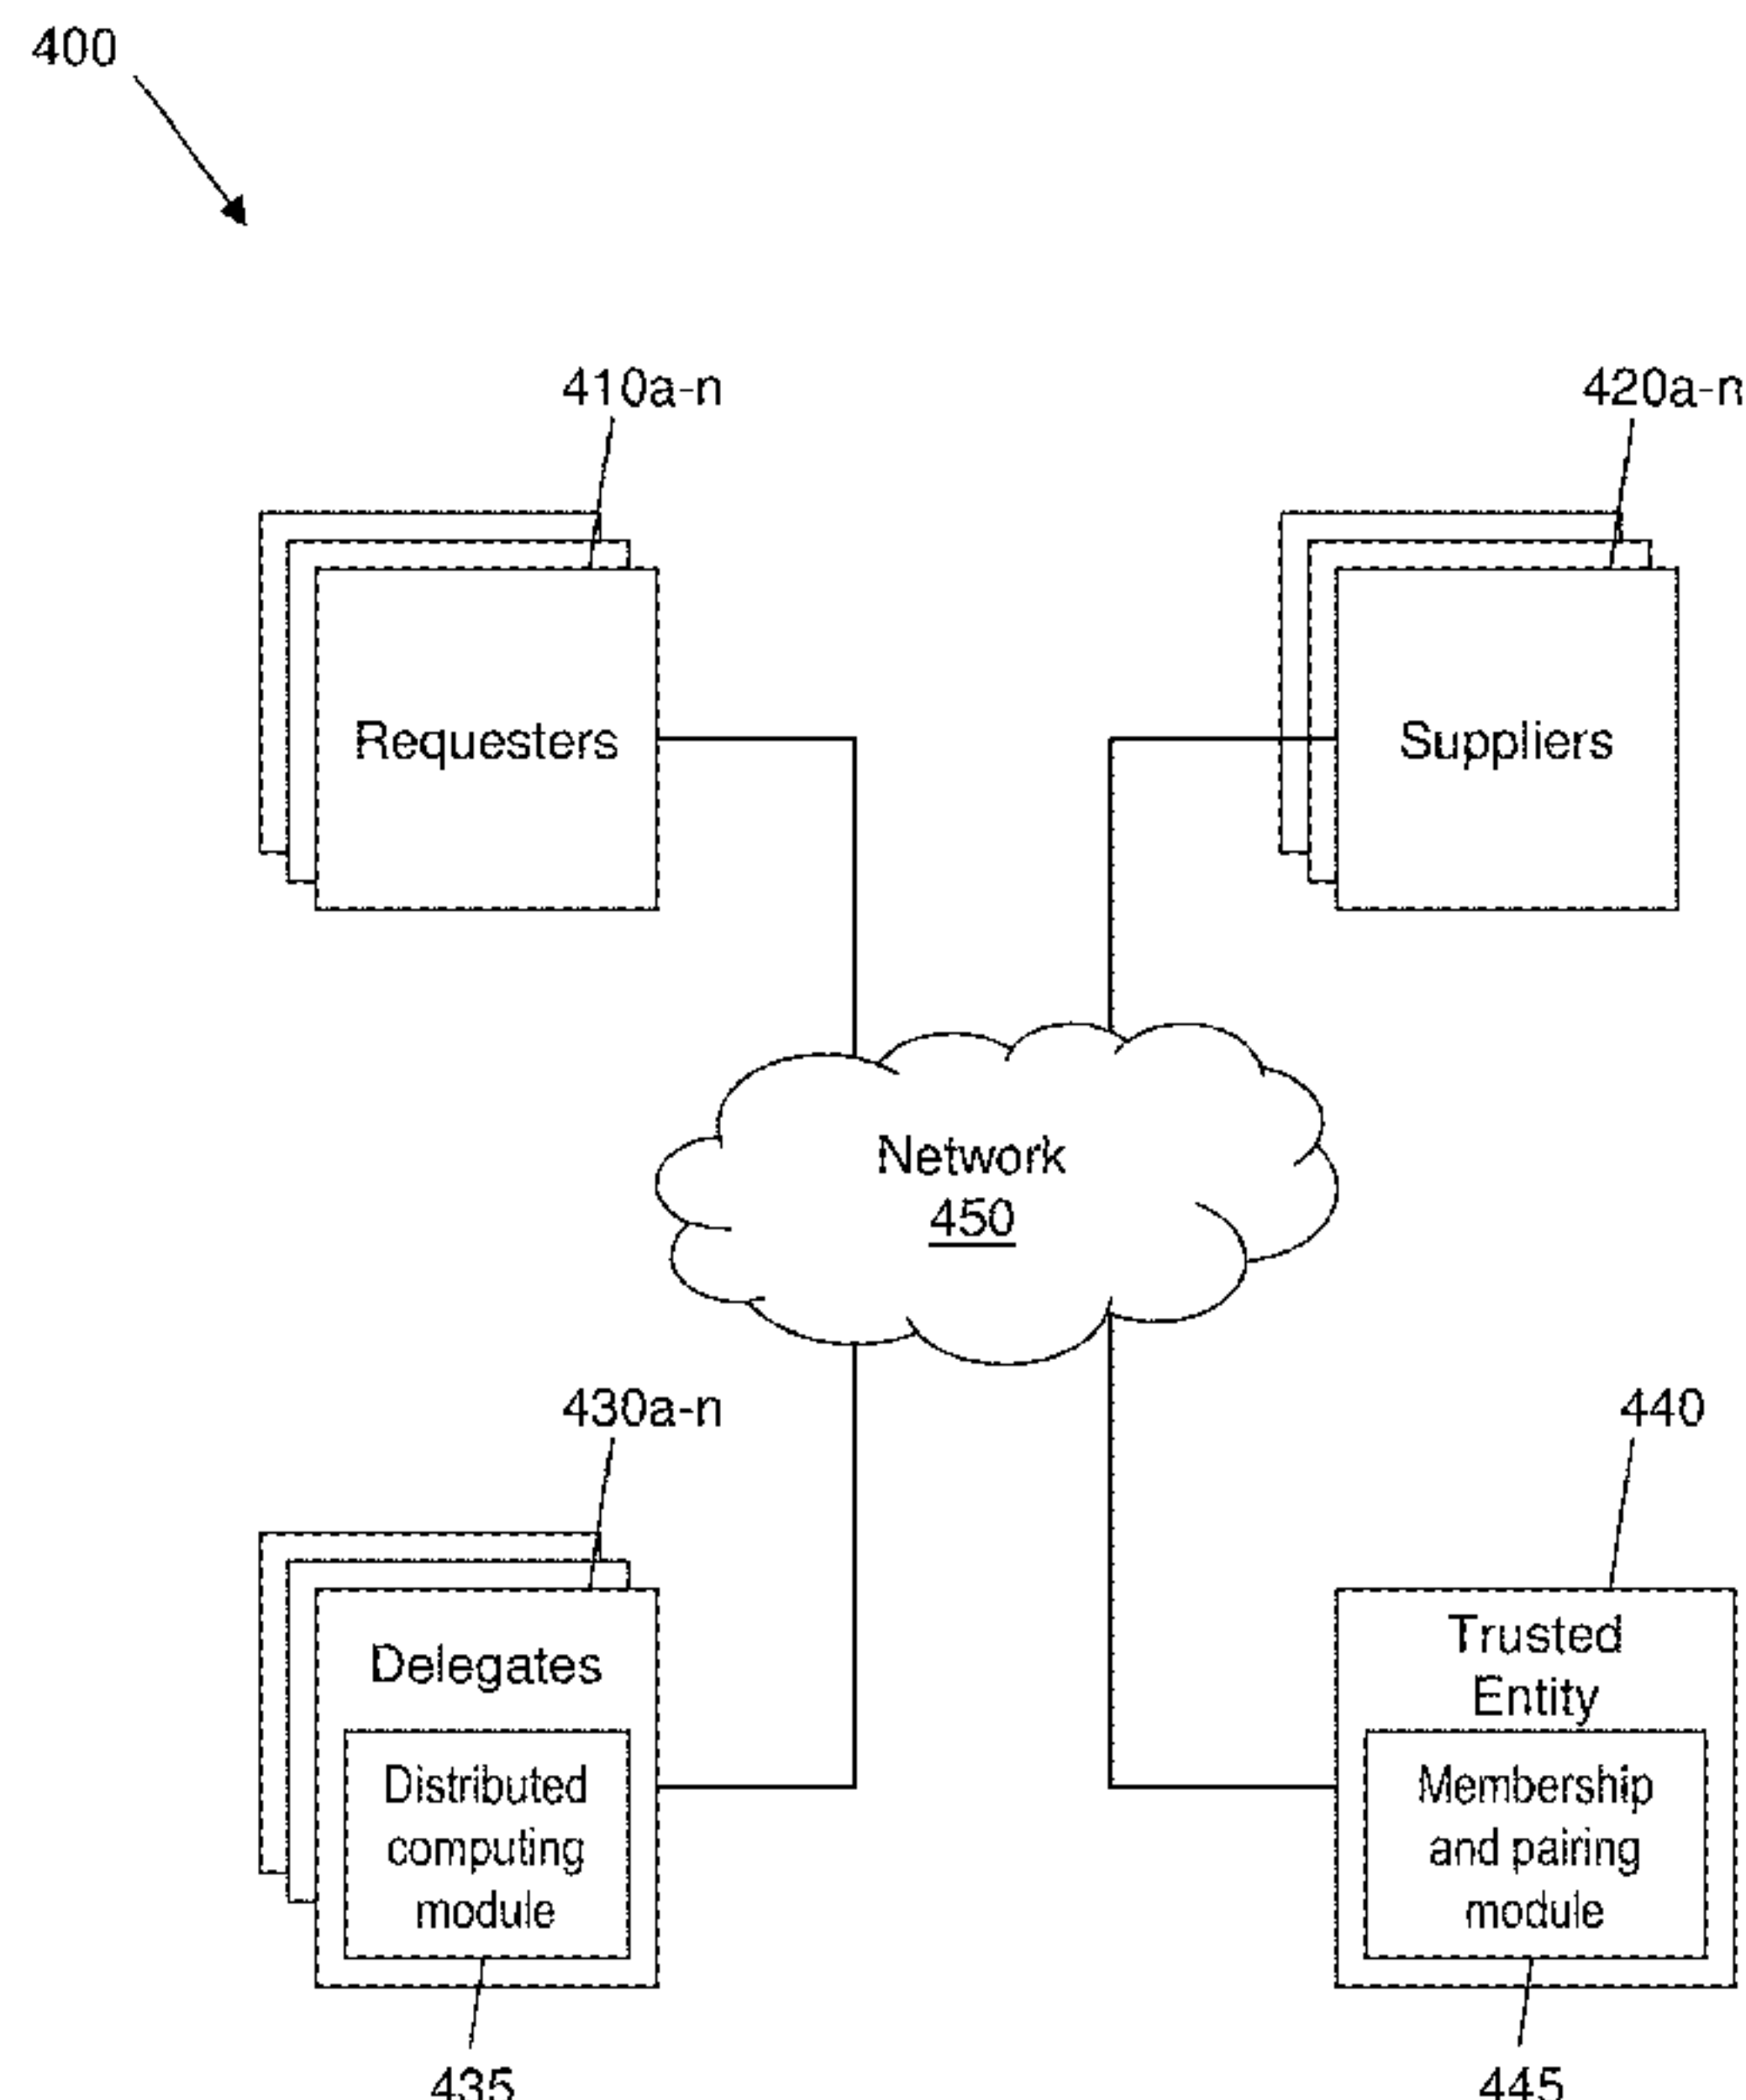 400
410a-n
420a-n
Requesters
Suppliers
Network
450
430a-n
440
Delegates
Distributed
computing
module
Trusted
Entity
Membership
and pairing
module
435
445